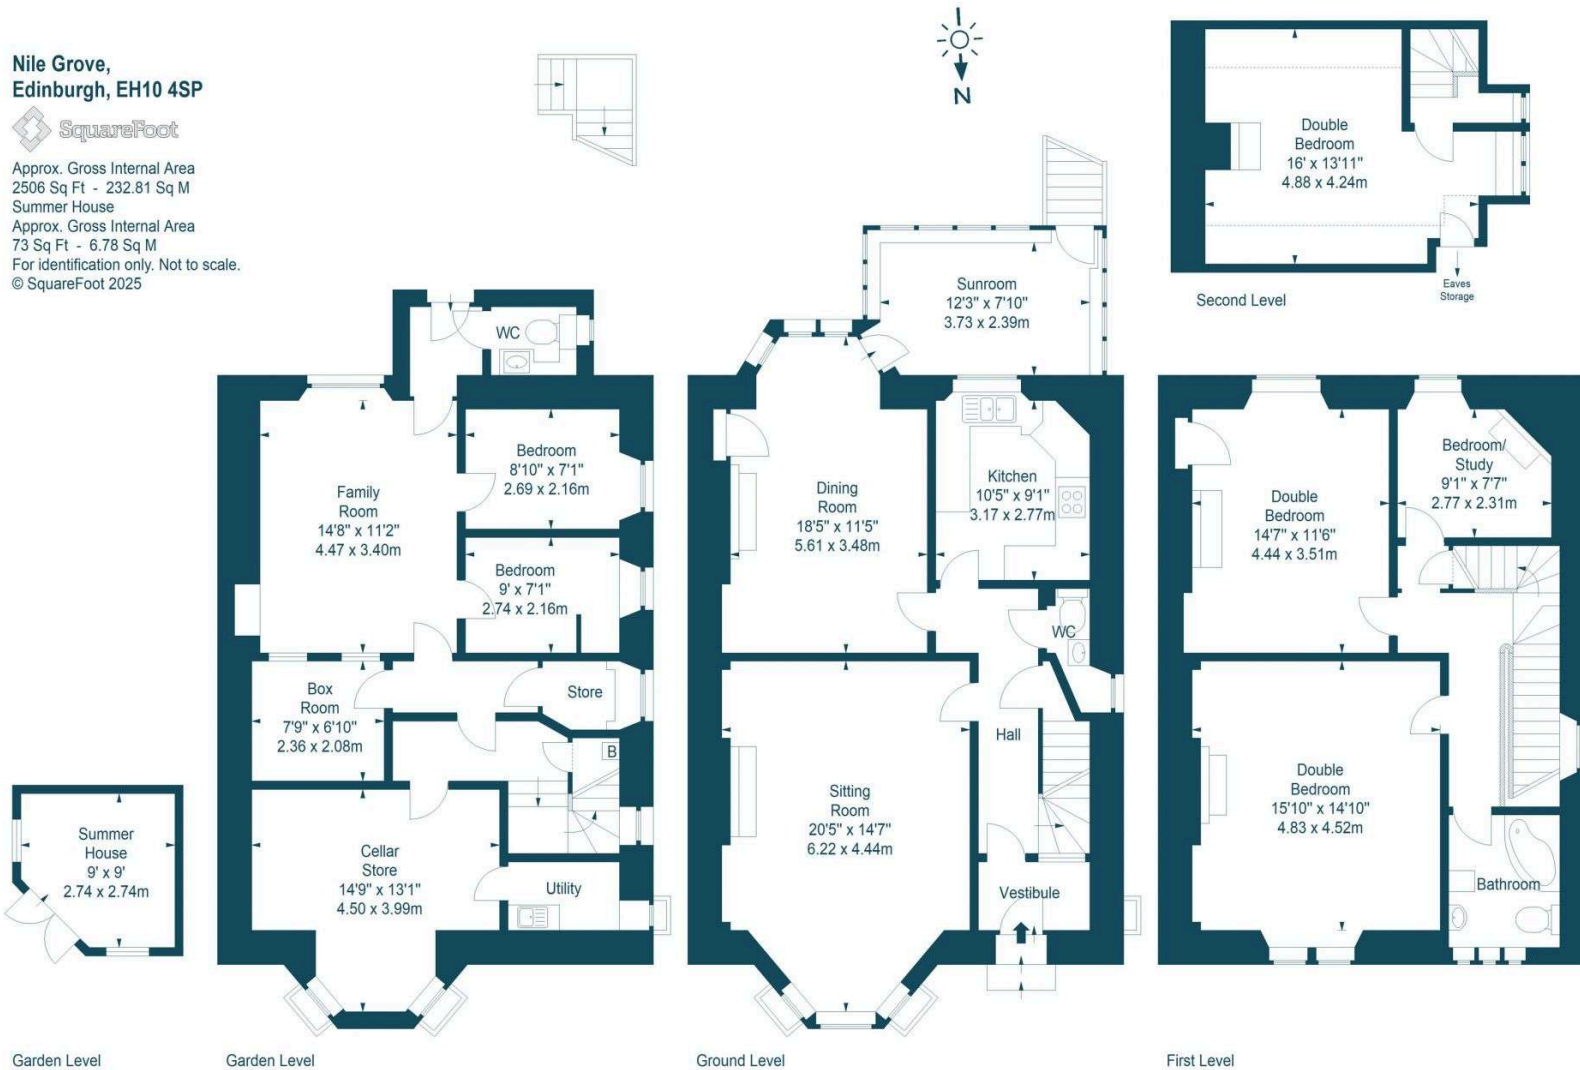 Nile Grove,
Edinburgh, EH10 4SP
SquareFoot
Approx. Gross Internal Area
2506 Sq Ft - 232.81 Sq M
Summer House
Approx. Gross Internal Area
73 Sq Ft - 6.78 Sq M
For identification only. Not to scale.
© SquareFoot 2025
N
Summer
House
9' x 9'
2.74 x 2.74m
Garden Level
WC
Family
Room
14'8" x 11'2"
4.47 x 3.40m
Bedroom
8'10" x 7'1"
2.69 x 2.16m
Bedroom
9' x 7'1"
2.74 x 2.16m
Box
Room
7'9" x 6'10"
2.36 x 2.08m
Store
B
Cellar
Store
14'9" x 13'1"
4.50 x 3.99m
Utility
Garden Level
Sunroom
12'3" x 7'10"
3.73 x 2.39m
Dining
Room
18'5" x 11'5"
5.61 x 3.48m
Kitchen
10'5" x 9'1"
3.17 x 2.77m
WC
Hall
Sitting
Room
20'5" x 14'7"
6.22 x 4.44m
Vestibule
Ground Level
Double
Bedroom
16' x 13'11"
4.88 x 4.24m
Eaves
Storage
Second Level
Double
Bedroom
14'7" x 11'6"
4.44 x 3.51m
Bedroom/
Study
9'1" x 7'7"
2.77 x 2.31m
Double
Bedroom
15'10" x 14'10"
4.83 x 4.52m
Bathroom
First Level